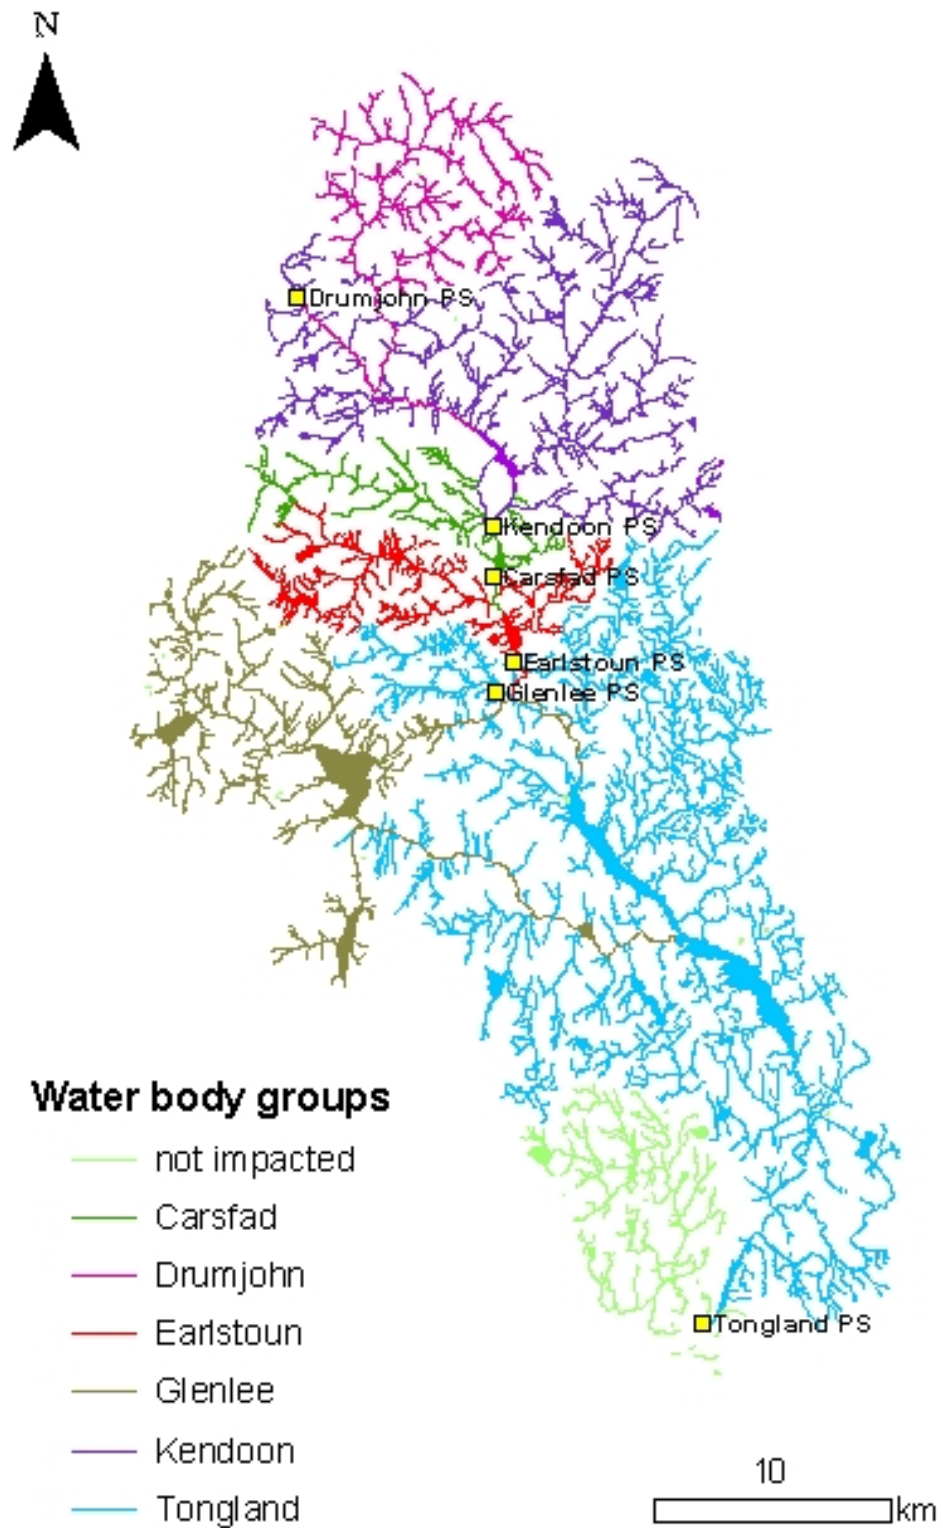 N
Drumjohn PS
Kendoon PS
Carsfad PS
Earlstoun PS
Glenlee PS
Water body groups
not impacted
Carsfad
Drumjohn
Earlstoun
Glenlee
Kendoon
Tongland
Tongland PS
10
km